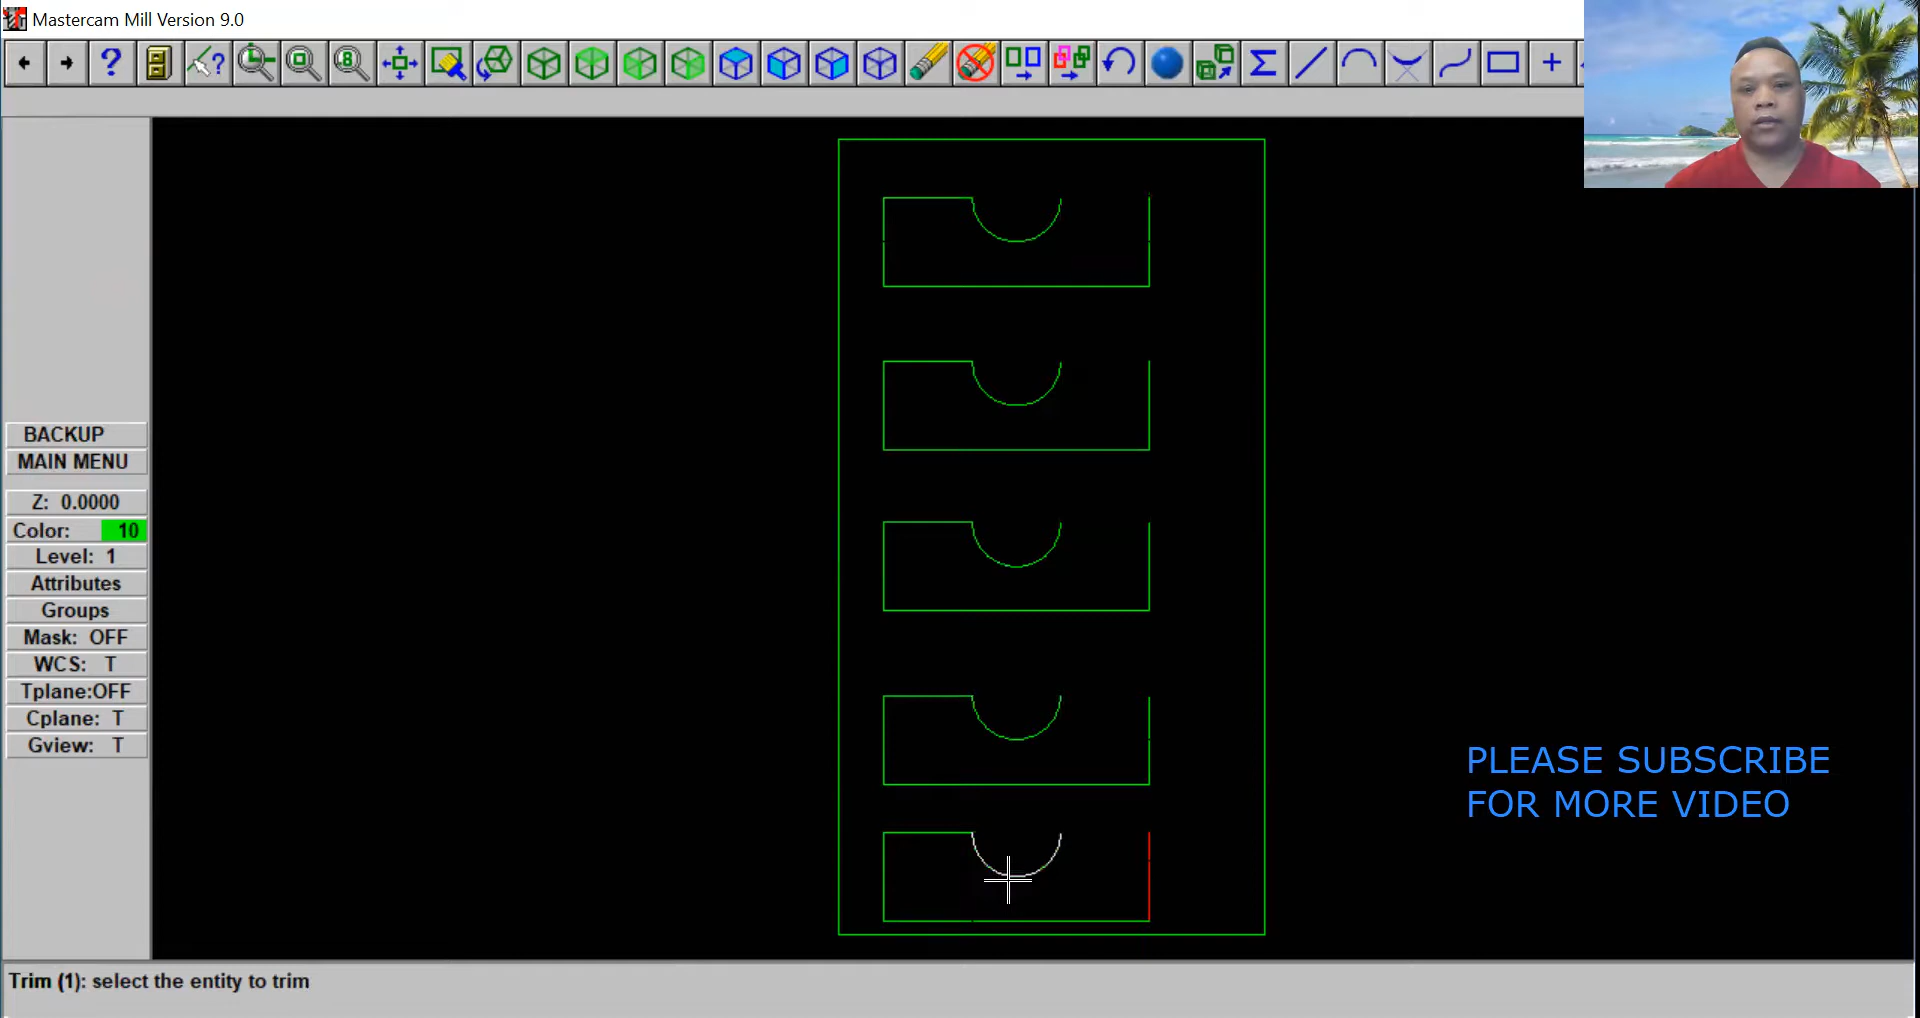 Mastercam Mill Version 9.0
?
?
8
BACKUP
MAIN MENU
Z: 0.0000
Color: 10
Level: 1
Attributes
Groups
Mask: OFF
WCS: T
Tplane:OFF
Cplane: T
Gview: T
PLEASE SUBSCRIBE
FOR MORE VIDEO
Trim (1): select the entity to trim